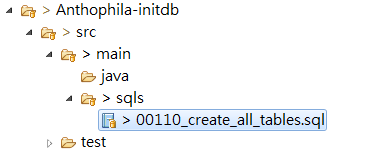 > Anthophila-initdb
> src
> main
java
> sqls
> 00110_create_all_tables.sql
test